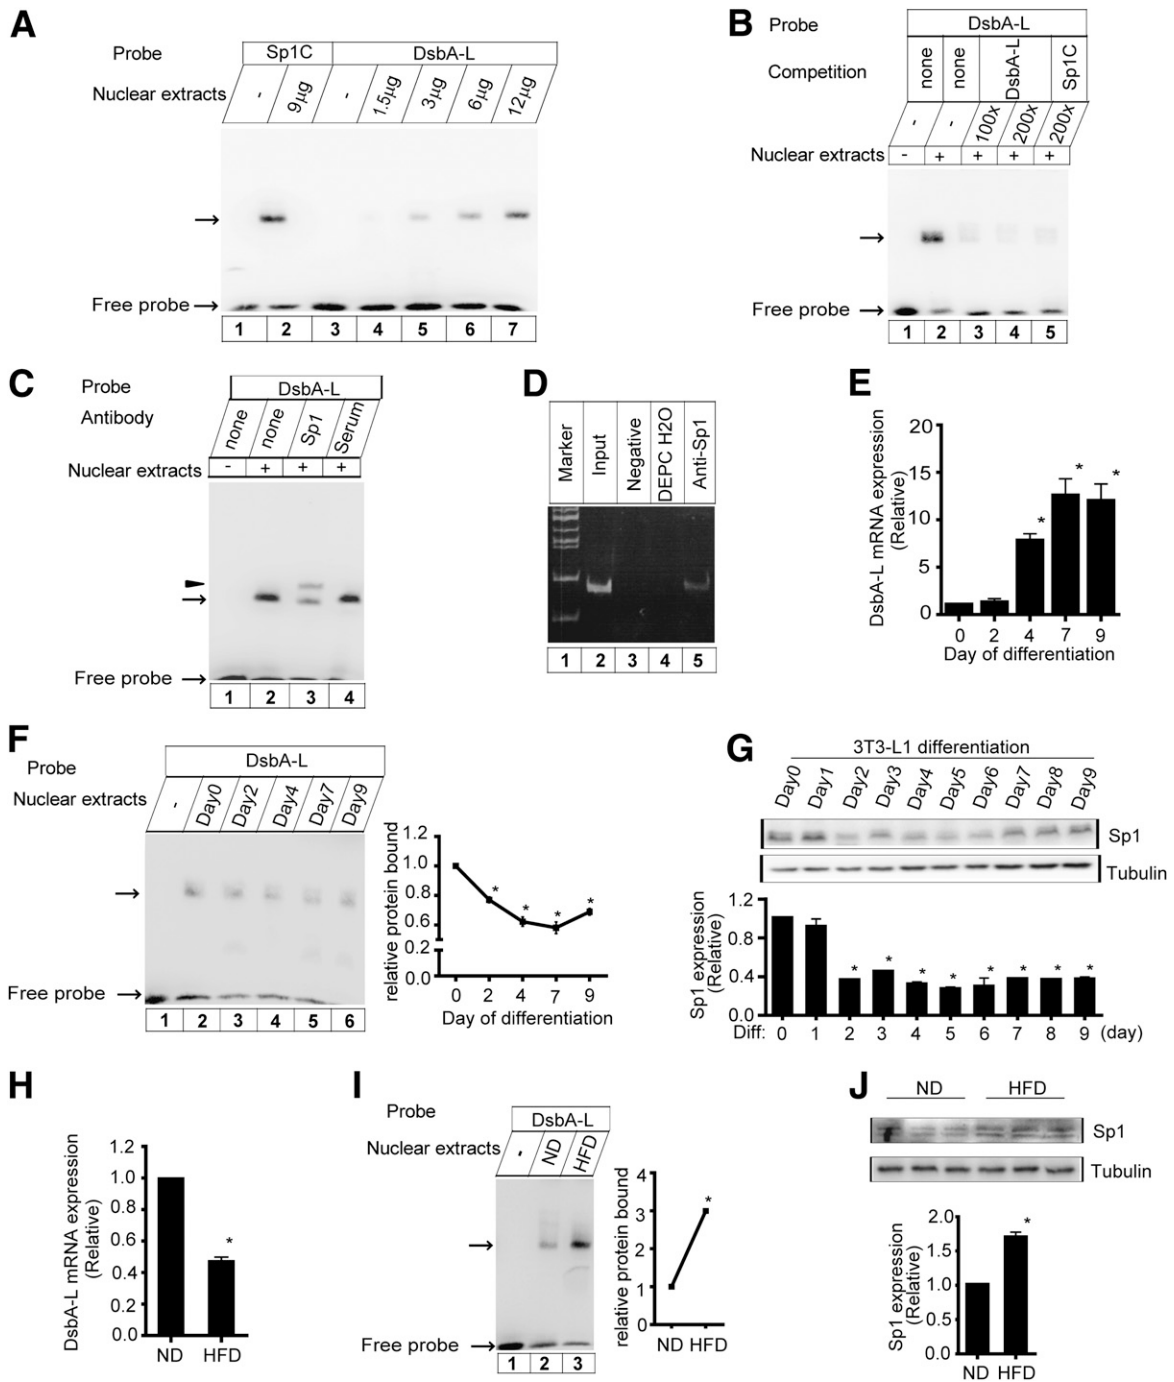 A
Probe Sp1C DsbA-L
Nuclear extracts - 9µg - 1.5µg 3µg 6µg 12µg
→
Free probe →
1 2 3 4 5 6 7
B
Probe DsbA-L
Competition none none DsbA-L Sp1C
- - 100x 200x 200x
Nuclear extracts - + + + +
→
Free probe →
1 2 3 4 5
C
Probe DsbA-L
Antibody none none Sp1 Serum
Nuclear extracts - + + +
→
Free probe →
1 2 3 4
D
Marker Input Negative DEPC H2O Anti-Sp1
1 2 3 4 5
E
DsbA-L mRNA expression
(Relative)
20
15
10
5
0
* * *
0 2 4 7 9
Day of differentiation
F
Probe DsbA-L
Nuclear extracts - Day0 Day2 Day4 Day7 Day9
→
Free probe →
1 2 3 4 5 6
relative protein bound
1.2
1.0
0.8
0.6
0.2
0.0
* * * *
0 2 4 7 9
Day of differentiation
G
3T3-L1 differentiation
Day0 Day1 Day2 Day3 Day4 Day5 Day6 Day7 Day8 Day9
Sp1
Tubulin
Sp1 expression
(Relative)
1.2
0.8
0.4
0.0
* * * * * * * *
Diff: 0 1 2 3 4 5 6 7 8 9 (day)
H
DsbA-L mRNA expression
(Relative)
1.2
1.0
0.8
0.6
0.4
0.2
0.0
*
ND HFD
I
Probe DsbA-L
Nuclear extracts - ND HFD
→
Free probe →
1 2 3
relative protein bound
4
3
2
1
0
*
ND HFD
J
ND HFD
Sp1
Tubulin
Sp1 expression
(Relative)
2.0
1.5
1.0
0.5
0.0
*
ND HFD